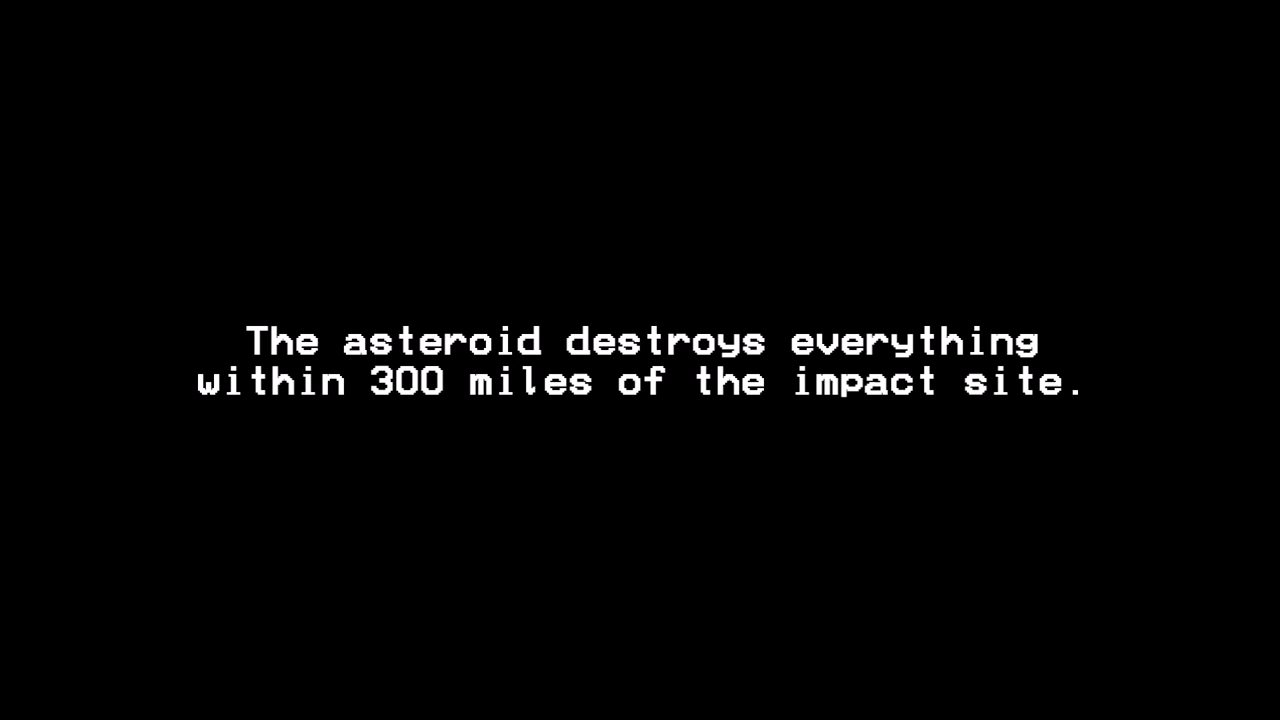 The asteroid destroys everything
within 300 miles of the impact site.